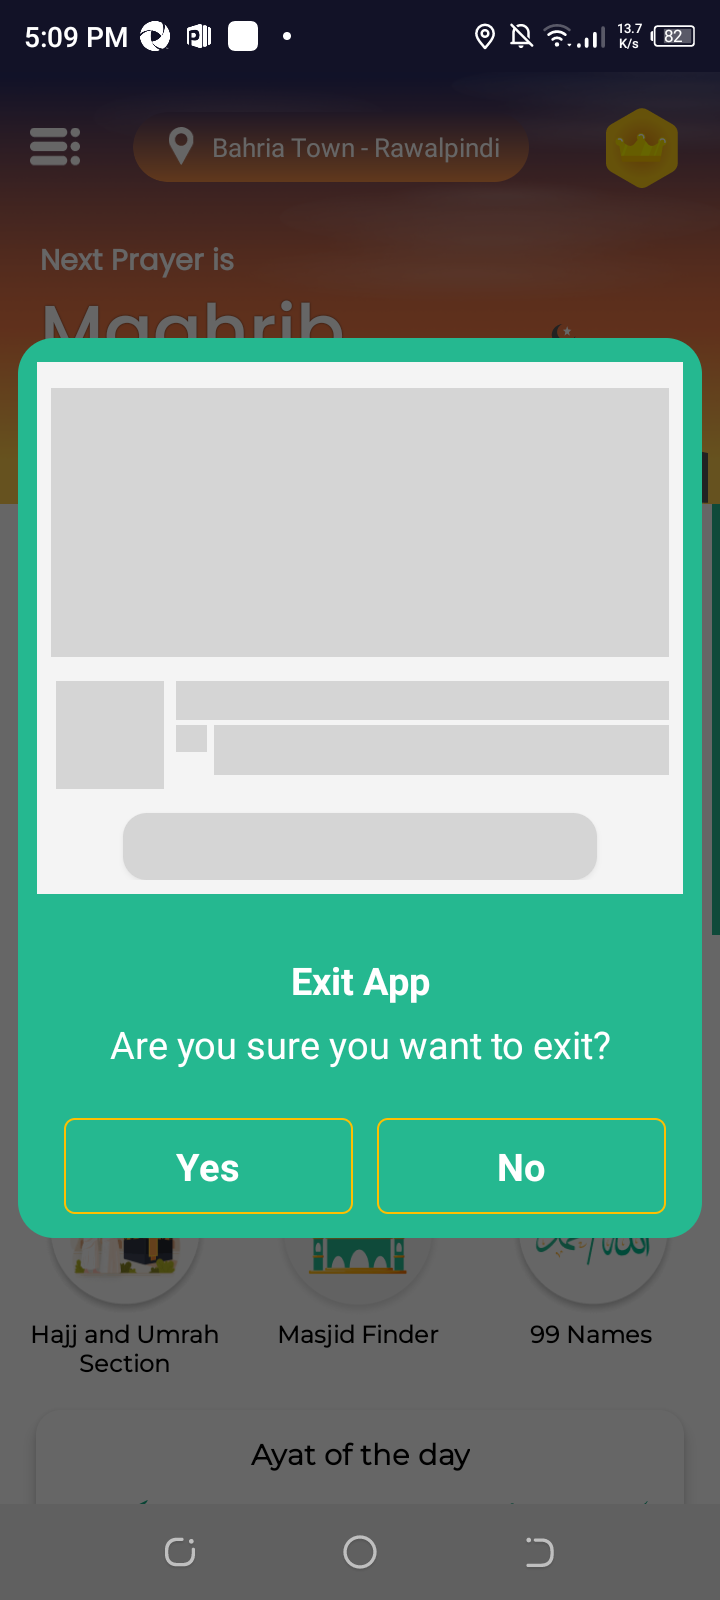 5:09 PM
13.7
K/s
82
Bahria Town - Rawalpindi
Next Prayer is
Maghrib
Exit App
Are you sure you want to exit?
Yes
No
Hajj and Umrah
Section
Masjid Finder
99 Names
Ayat of the day